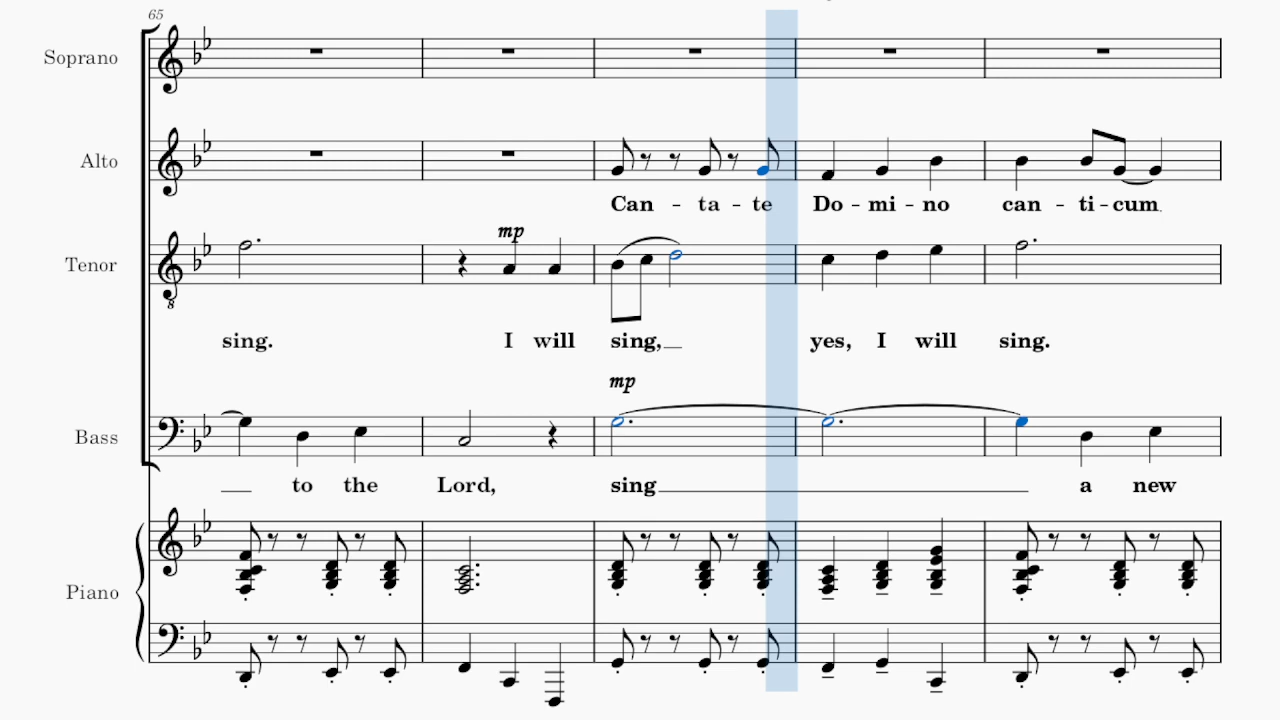 65
Soprano
Alto
Can - ta - te Do - mi - no can - ti - cum
mp
Tenor
8
sing. I will sing, yes, I will sing.
mp
Bass
to the Lord, sing a new
Piano